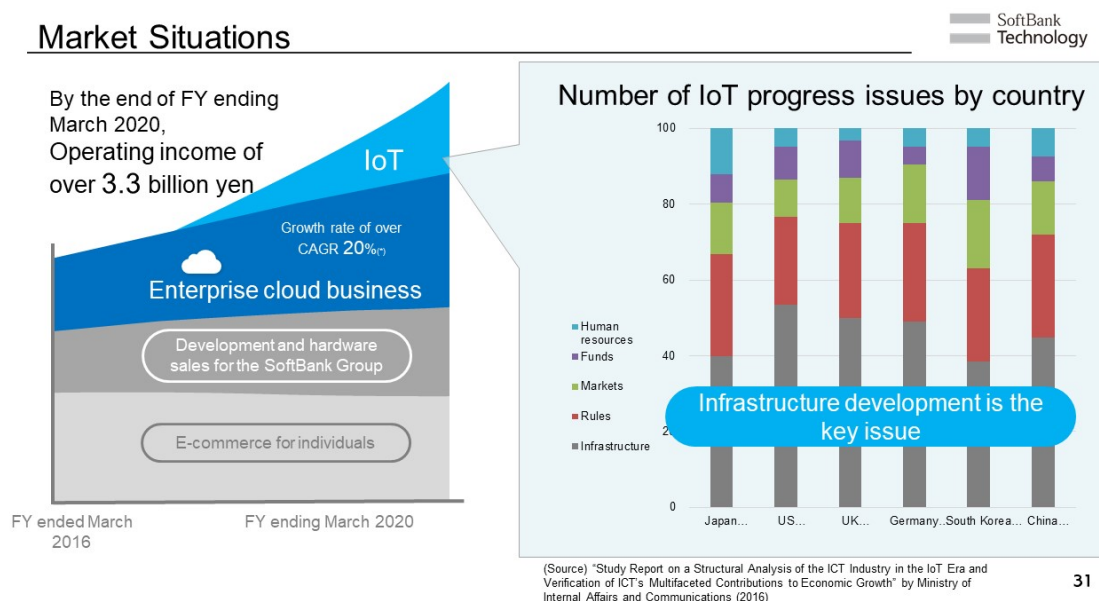 Market Situations
SoftBank
Technology
By the end of FY ending
March 2020,
Operating income of
over 3.3 billion yen
IoT
Growth rate of over
CAGR 20%(*)
Enterprise cloud business
Development and hardware
sales for the SoftBank Group
E-commerce for individuals
FY ended March
2016
FY ending March 2020
Number of IoT progress issues by country
100
80
60
40
2
0
Human
resources
Funds
Markets
Rules
Infrastructure
Infrastructure development is the
key issue
Japan...
US...
UK...
Germany...
South Korea...
China...
(Source) "Study Report on a Structural Analysis of the ICT Industry in the IoT Era and
Verification of ICT's Multifaceted Contributions to Economic Growth" by Ministry of
Internal Affairs and Communications (2016)
31